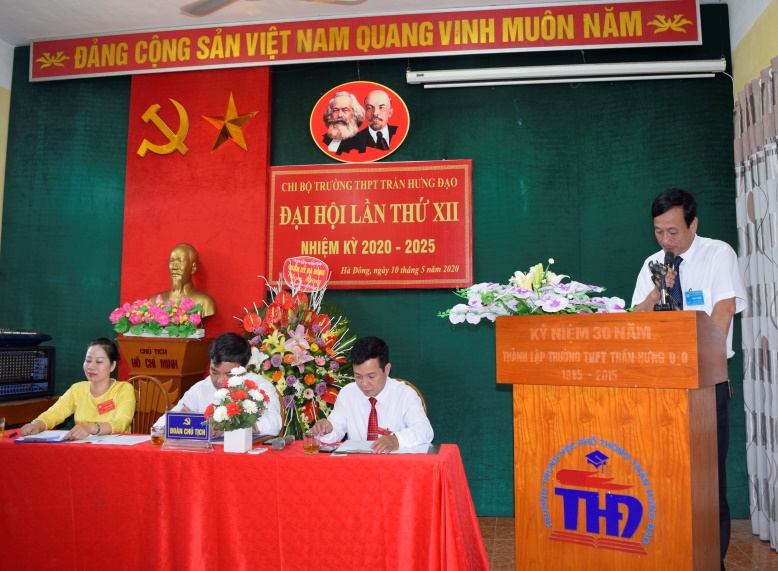 ĐẢNG CỘNG SẢN VIỆT NAM QUANG VINH MUÔN NĂM
CHI BỘ TRƯỜNG THPT TRẦN HƯNG ĐẠO
ĐẠI HỘI LẦN THỨ XII
NHIỆM KỲ 2020 - 2025
Hà Đông, ngày 10 tháng 5 năm 2020
CHỦ TỊCH
HỒ CHÍ MINH
ĐOÀN CHỦ TỊCH
KỶ NIỆM 30 NĂM
THÀNH LẬP TRƯỜNG THPT TRẦN HƯNG Đ O
1985 - 2015
TRƯỜNG TRUNG HỌC PHỔ THÔNG TRẦN HƯNG ĐẠO
THĐ